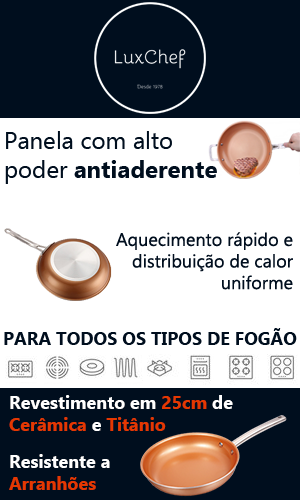 LuxChef
Desde 1978
Panela com alto
poder antiaderente
Aquecimento rápido e
distribuição de calor
uniforme
PARA TODOS OS TIPOS DE FOGÃO
Revestimento em 25cm de
Cerâmica e Titânio
Resistente a
Arranhões